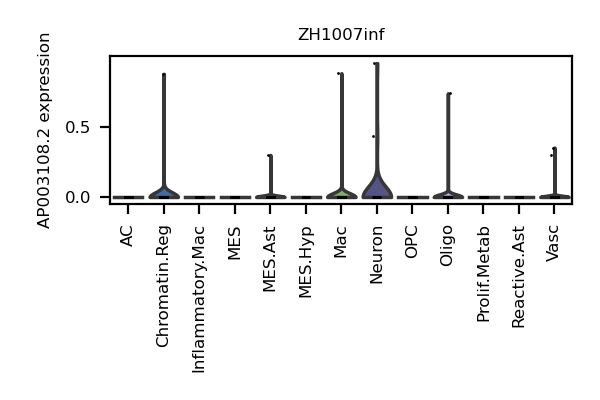 ZH1007inf
AP003108.2 expression
0.5
0.0
AC
Chromatin.Reg
Inflammatory.Mac
MES
MES.Ast
MES.Hyp
Mac
Neuron
OPC
Oligo
Prolif.Metab
Reactive.Ast
Vasc